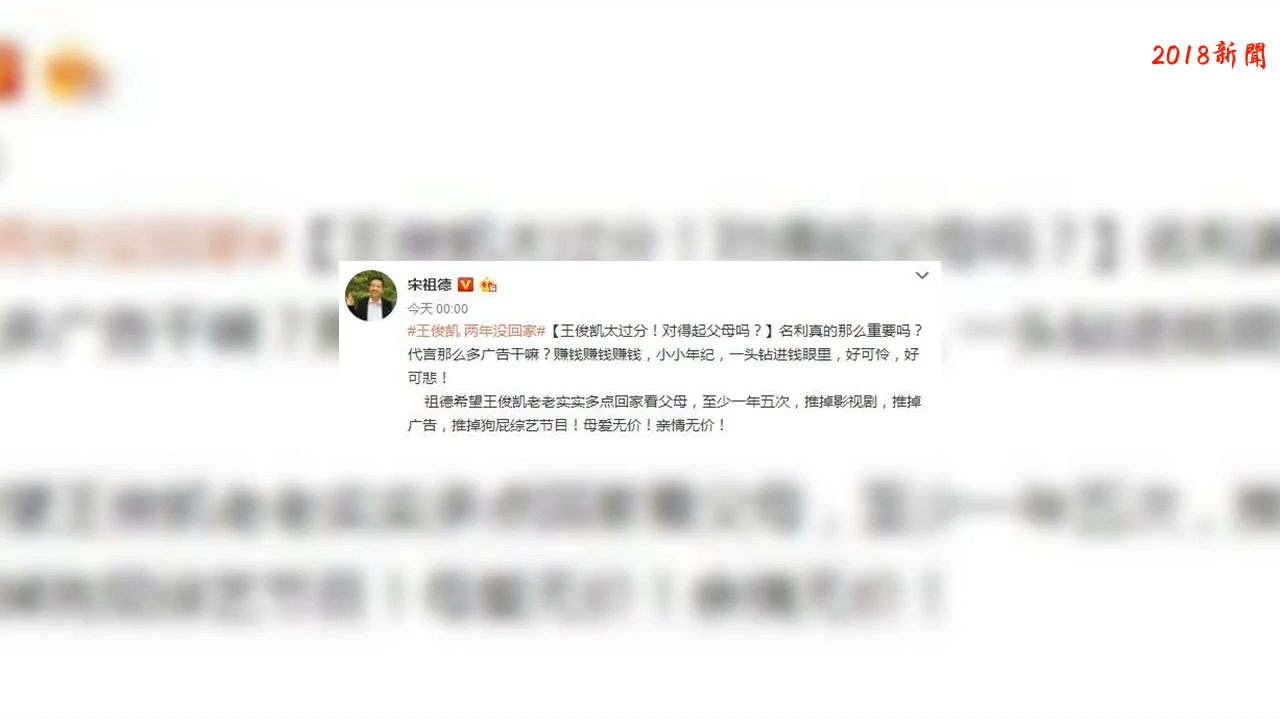 2018新聞
宋祖德
今天 00:00
#王俊凯 两年没回家#【王俊凯太过分！对得起父母吗？】名利真的那么重要吗？
代言那么多广告干嘛？赚钱赚钱赚钱，小小年纪，一头钻进钱眼里，好可怜，好
可悲！
祖德希望王俊凯老老实实多点回家看父母，至少一年五次，推掉影视剧，推掉
广告，推掉狗屁综艺节目！母爱无价！亲情无价！